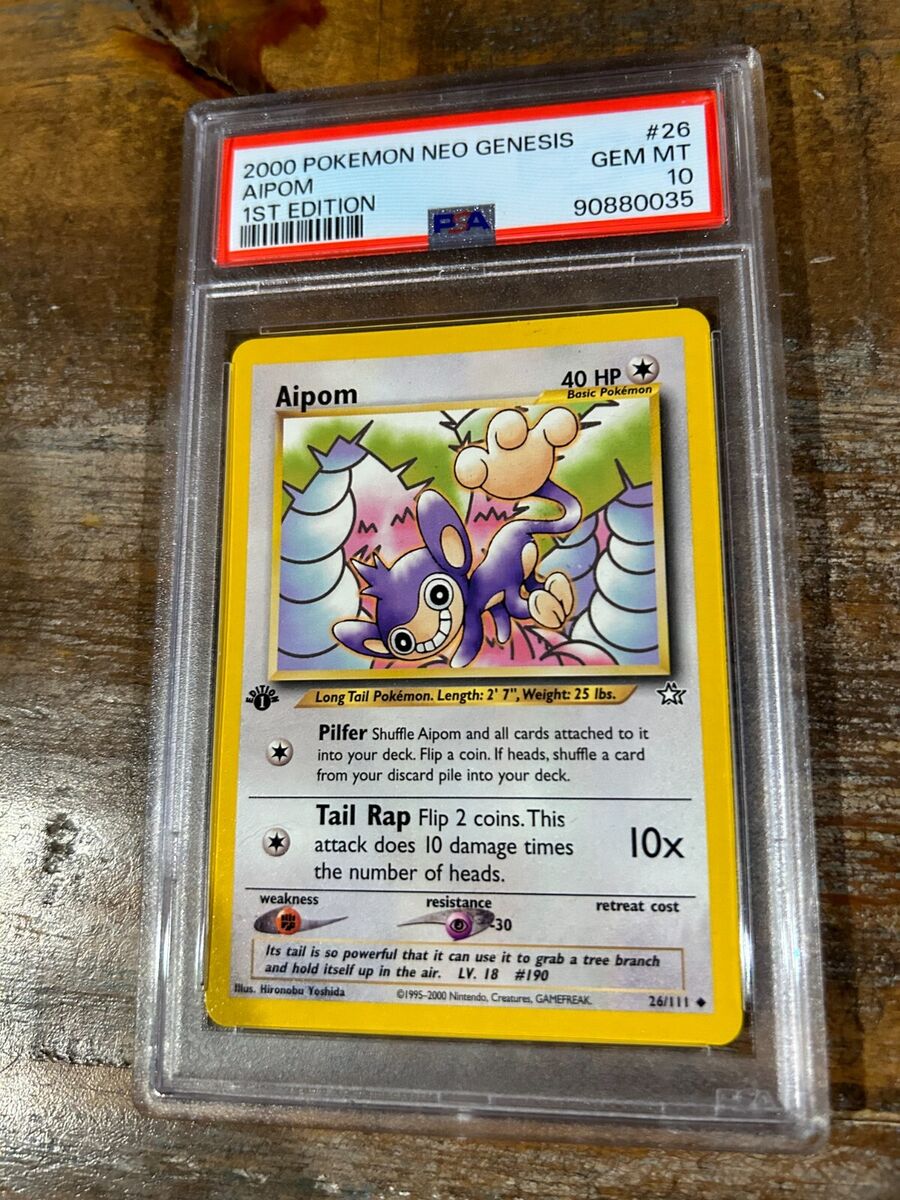 2000 POKEMON NEO GENESIS #26
AIPOM GEM MT
1ST EDITION 10
90880035
PSA
Aipom 40 HP
Basic Pokémon
EDITION
1
Long Tail Pokémon. Length: 2' 7", Weight: 25 lbs.
Pilfer Shuffle Aipom and all cards attached to it
into your deck. Flip a coin. If heads, shuffle a card
from your discard pile into your deck.
Tail Rap Flip 2 coins. This
attack does 10 damage times
the number of heads.
10x
weakness resistance retreat cost
-30
Its tail is so powerful that it can use it to grab a tree branch
and hold itself up in the air. LV. 18 #190
Illus. Hironobu Yoshida ©1995-2000 Nintendo, Creatures, GAMEFREAK. 26/111
PSA